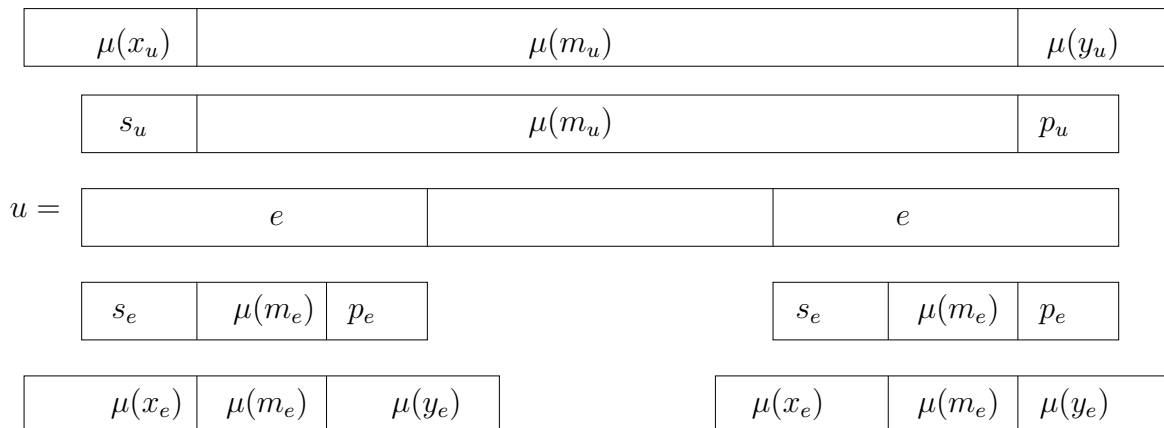 μ(x_u) μ(m_u) μ(y_u)
s_u μ(m_u) p_u
u = e e
s_e μ(m_e) p_e s_e μ(m_e) p_e
μ(x_e) μ(m_e) μ(y_e) μ(x_e) μ(m_e) μ(y_e)